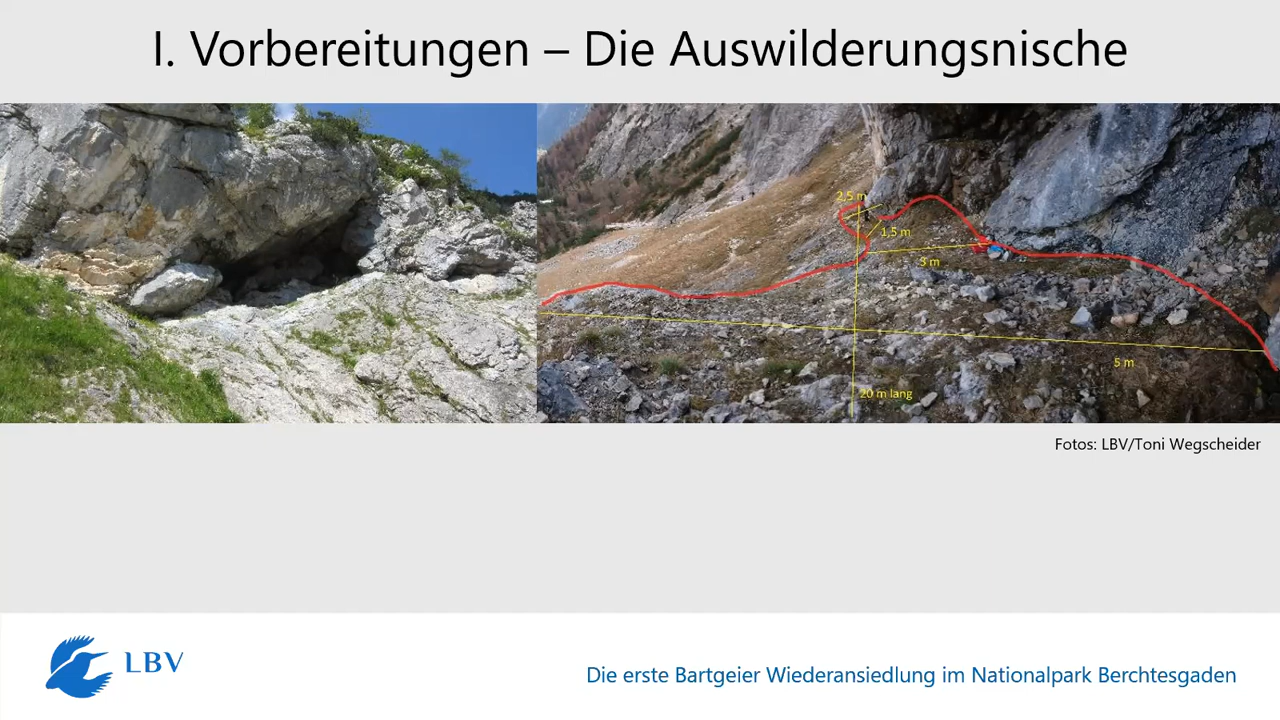 I. Vorbereitungen – Die Auswilderungsnische
2,5 m
1,5 m
3 m
5 m
20 m lang
Fotos: LBV/Toni Wegscheider
LBV
Die erste Bartgeier Wiederansiedlung im Nationalpark Berchtesgaden